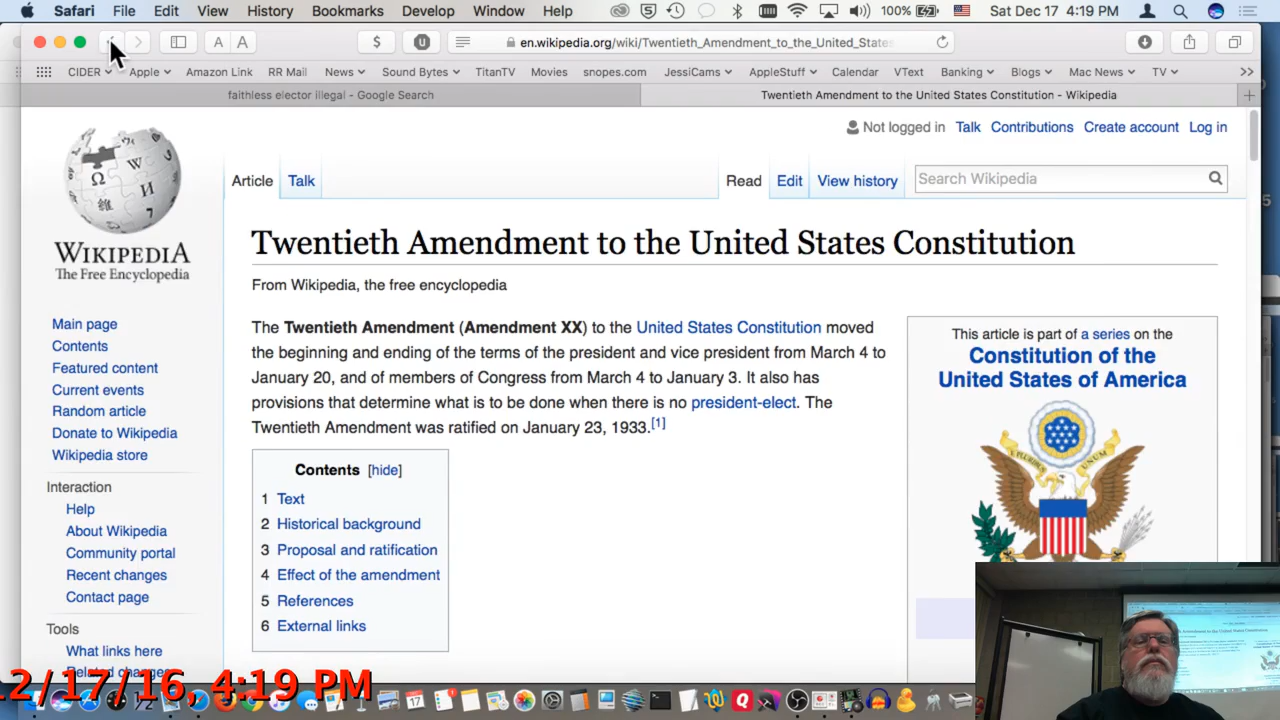 Safari File Edit View History Bookmarks Develop Window Help 100% Sat Dec 17 4:19 PM
en.wikipedia.org/wiki/Twentieth_Amendment_to_the_United_States
CIDER Apple Amazon Link RR Mail News Sound Bytes TitanTV Movies snopes.com JessiCams AppleStuff Calendar VText Banking Blogs Mac News TV
faithless elector illegal - Google Search
Twentieth Amendment to the United States Constitution - Wikipedia
Not logged in Talk Contributions Create account Log in
Article Talk Read Edit View history Search Wikipedia
WIKIPEDIA
The Free Encyclopedia
Main page
Contents
Featured content
Current events
Random article
Donate to Wikipedia
Wikipedia store
Interaction
Help
About Wikipedia
Community portal
Recent changes
Contact page
Tools
What links here
Related changes
Twentieth Amendment to the United States Constitution
From Wikipedia, the free encyclopedia
The Twentieth Amendment (Amendment XX) to the United States Constitution moved
the beginning and ending of the terms of the president and vice president from March 4 to
January 20, and of members of Congress from March 4 to January 3. It also has
provisions that determine what is to be done when there is no president-elect. The
Twentieth Amendment was ratified on January 23, 1933.[1]
Contents [hide]
1 Text
2 Historical background
3 Proposal and ratification
4 Effect of the amendment
5 References
6 External links
This article is part of a series on the
Constitution of the
United States of America
E PLURIBUS UNUM
12/17/16, 4:19 PM